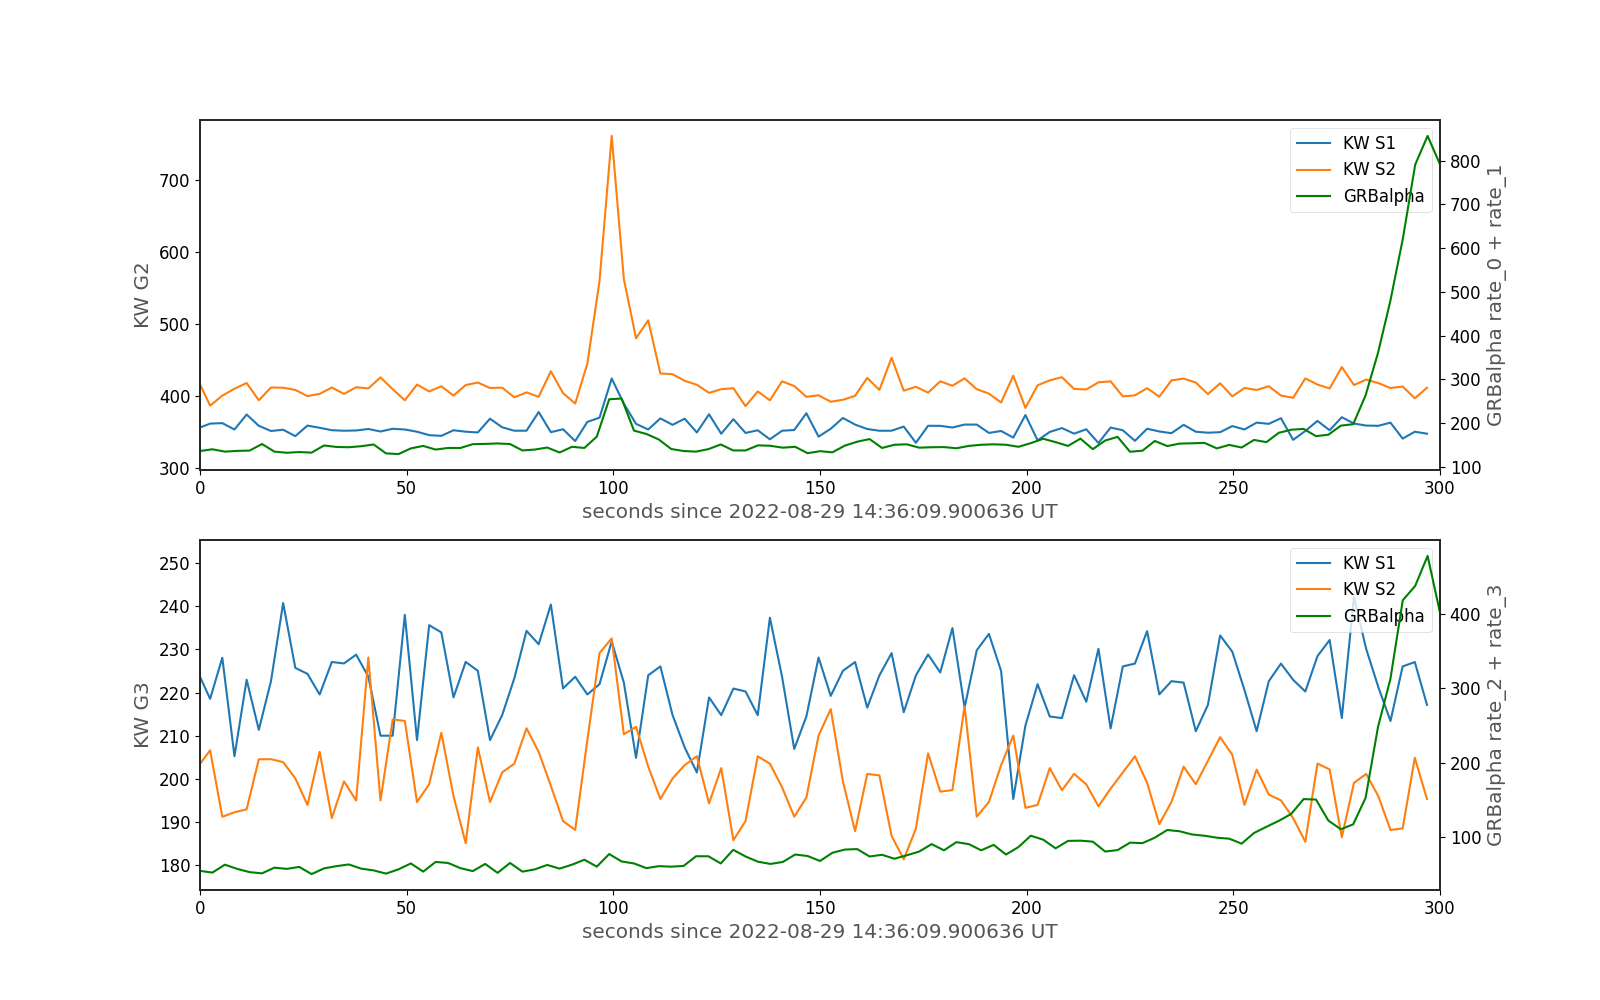 KW S1
KW S2
GRBalpha
700
600
500
400
300
KW G2
800
700
600
500
400
300
200
100
GRBalpha rate_0 + rate_1
0 50 100 150 200 250 300
seconds since 2022-08-29 14:36:09.900636 UT
KW S1
KW S2
GRBalpha
250
240
230
220
210
200
190
180
KW G3
400
300
200
100
GRBalpha rate_2 + rate_3
0 50 100 150 200 250 300
seconds since 2022-08-29 14:36:09.900636 UT